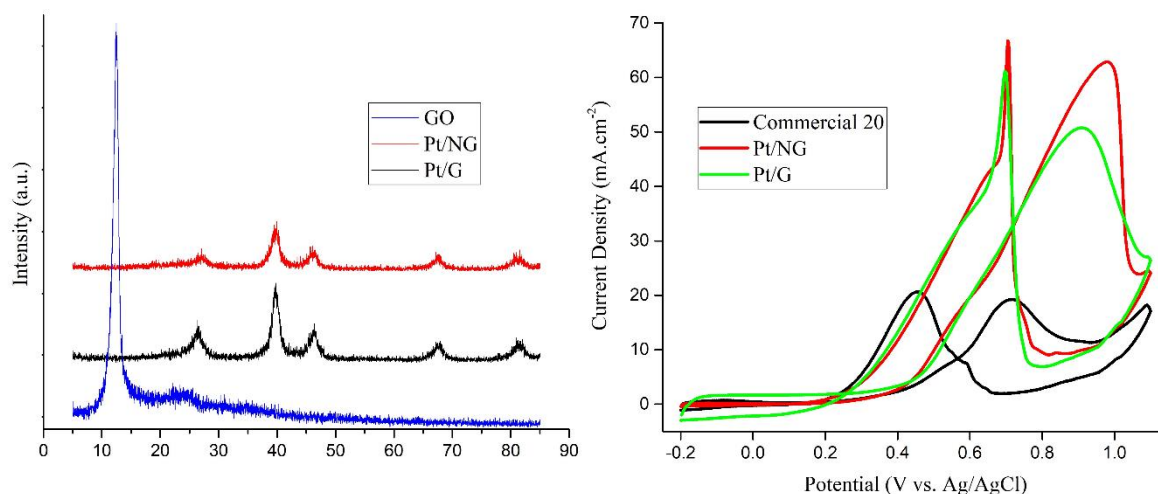 Intensity (a.u.)
GO
Pt/NG
Pt/G
0 10 20 30 40 50 60 70 80 90
Current Density (mA.cm⁻²)
70
60
50
40
30
20
10
0
Commercial 20
Pt/NG
Pt/G
-0.2 0.0 0.2 0.4 0.6 0.8 1.0
Potential (V vs. Ag/AgCl)